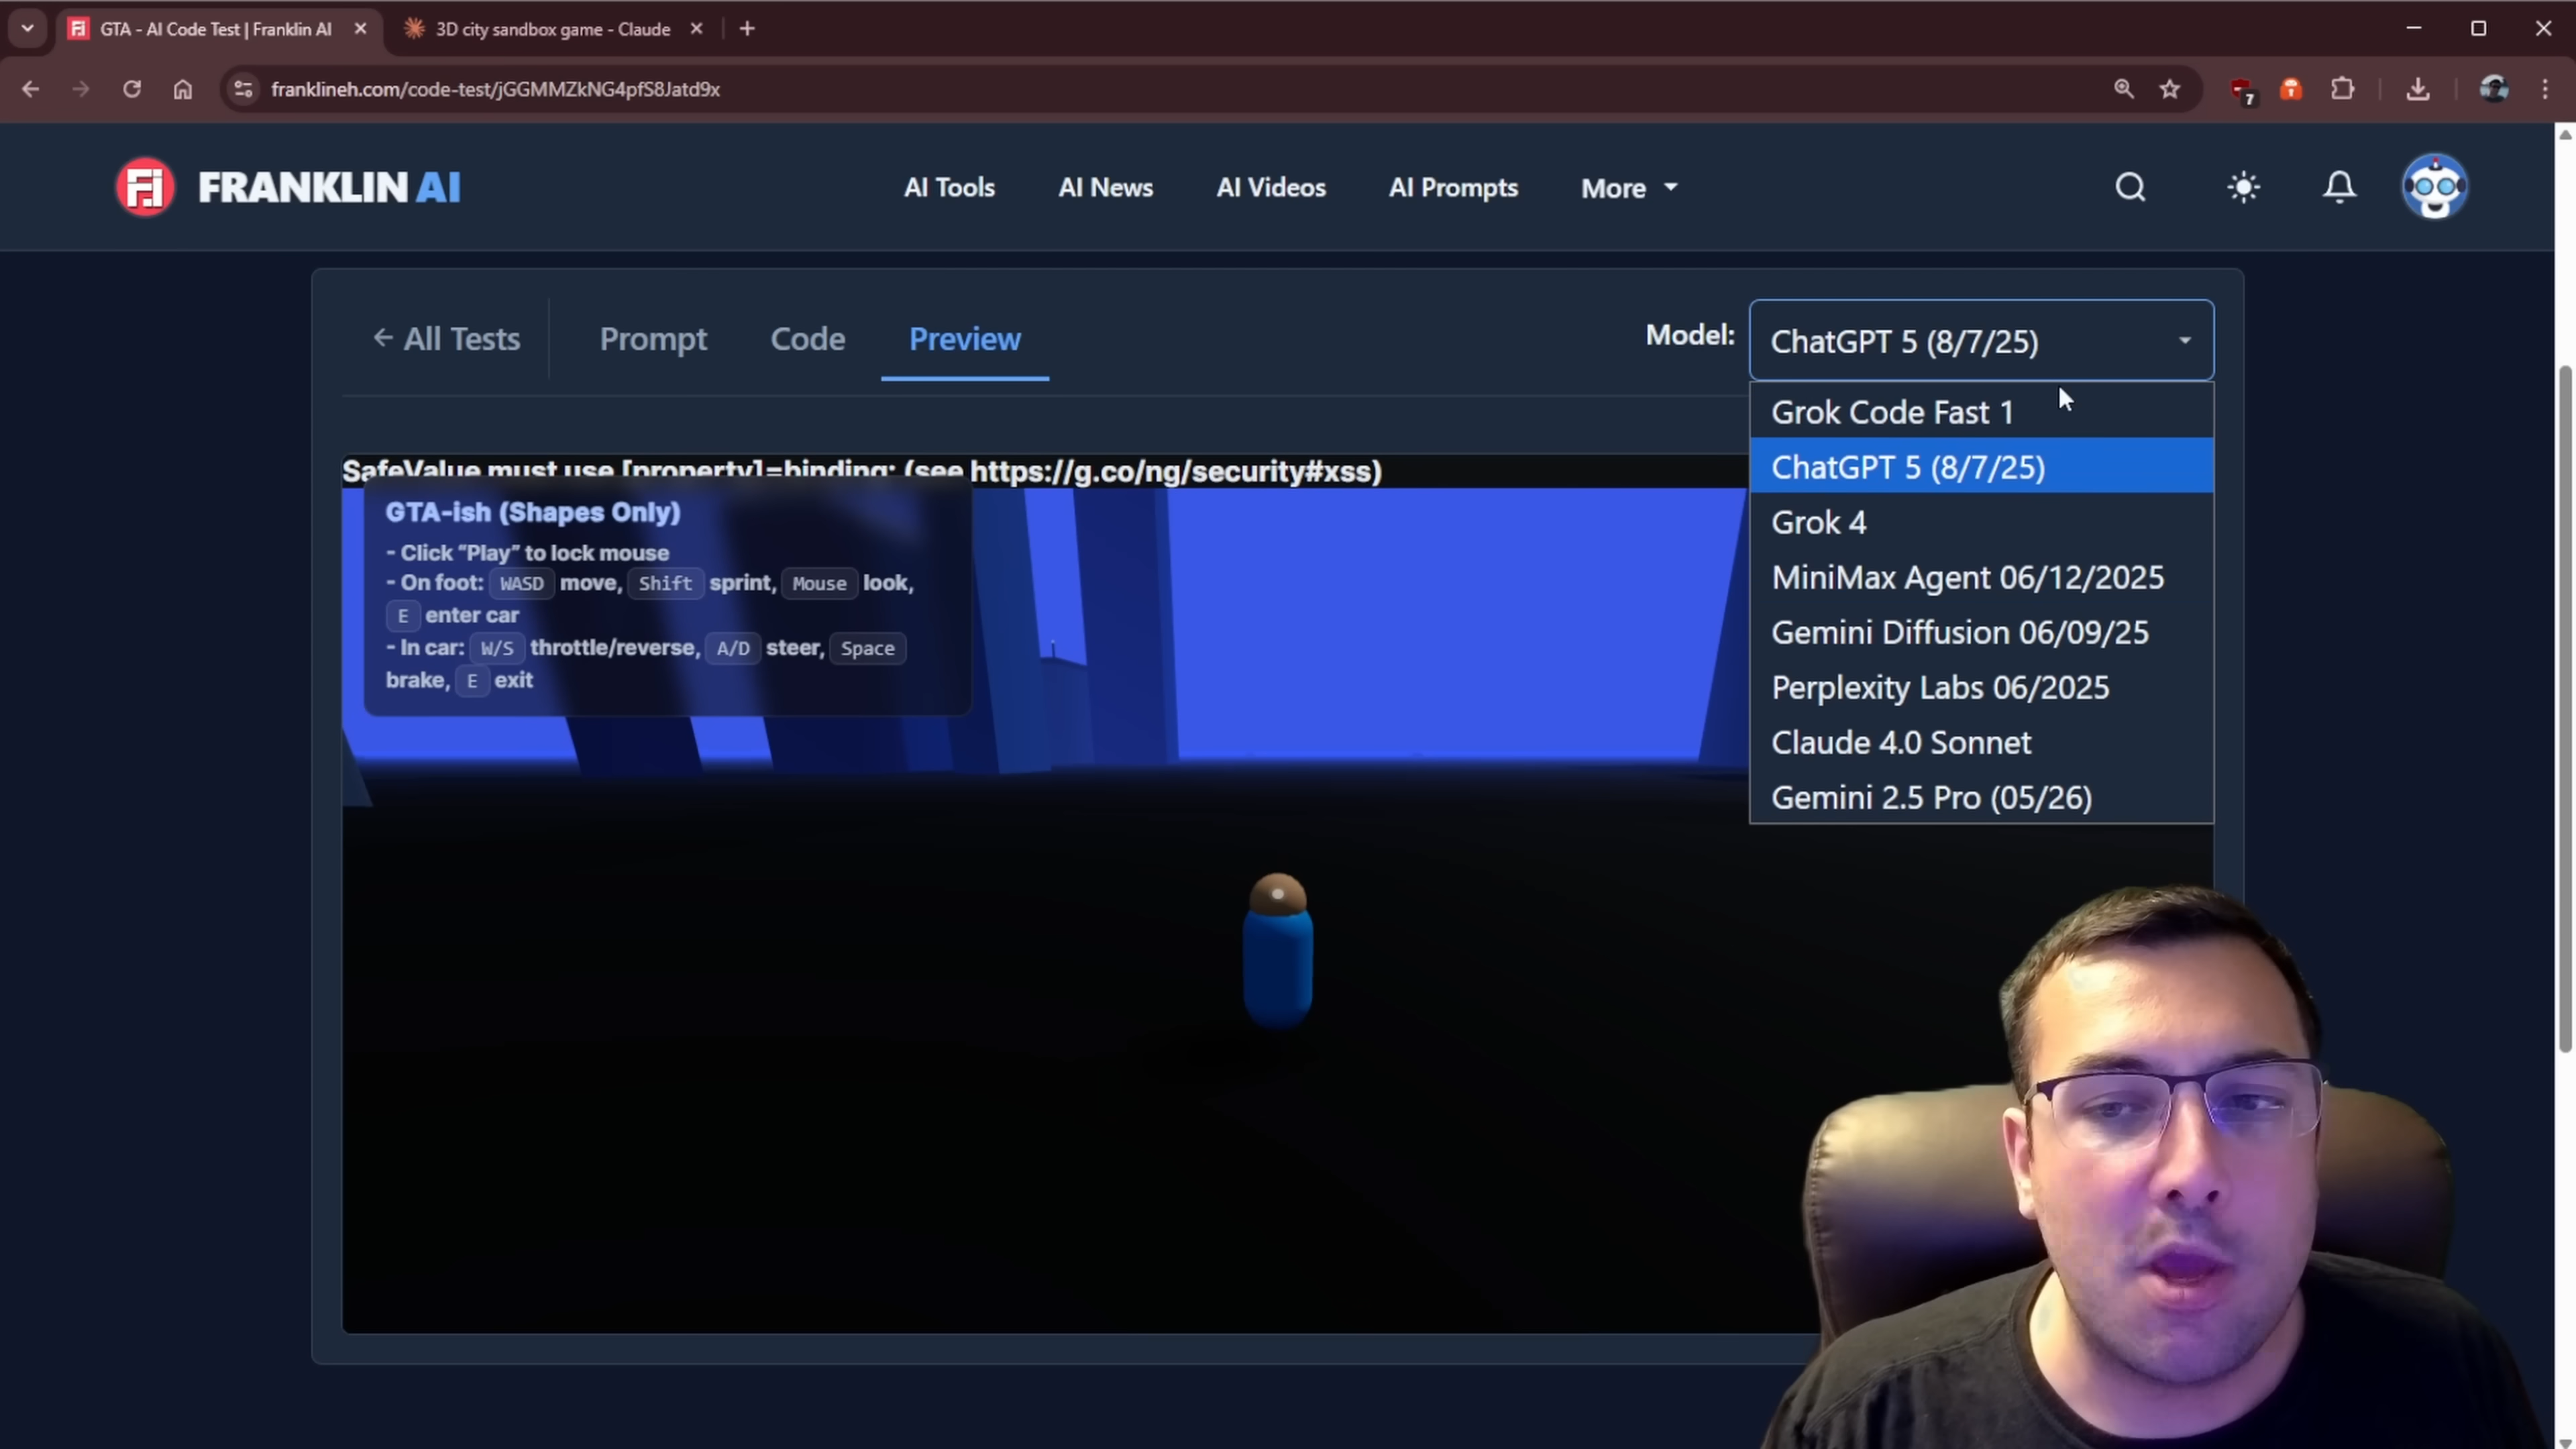 GTA - AI Code Test | Franklin AI
3D city sandbox game - Claude
franklineh.com/code-test/jGGMMZkNG4pfS8Jatd9x
7
FRANKLIN AI
AI Tools
AI News
AI Videos
AI Prompts
More
← All Tests
Prompt
Code
Preview
Model:
ChatGPT 5 (8/7/25)
Grok Code Fast 1
ChatGPT 5 (8/7/25)
Grok 4
MiniMax Agent 06/12/2025
Gemini Diffusion 06/09/25
Perplexity Labs 06/2025
Claude 4.0 Sonnet
Gemini 2.5 Pro (05/26)
SafeValue must use [property]=binding: (see https://g.co/ng/security#xss)
GTA-ish (Shapes Only)
- Click “Play” to lock mouse
- On foot: WASD move, Shift sprint, Mouse look,
E enter car
- In car: W/S throttle/reverse, A/D steer, Space
brake, E exit